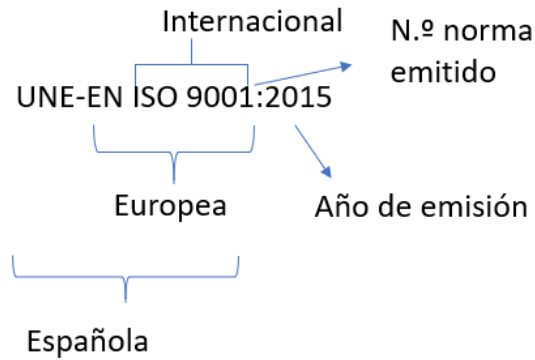 Internacional
N.º norma
emitido
UNE-EN ISO 9001:2015
Europea
Año de emisión
Española